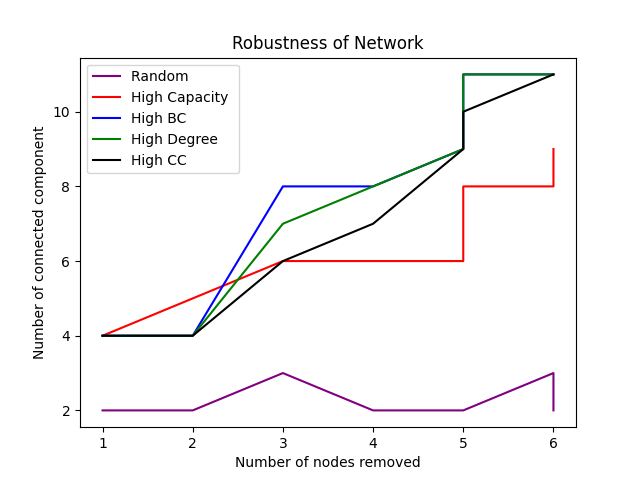 Robustness of Network
Random
High Capacity
High BC
High Degree
High CC
Number of connected component
10
8
6
4
2
1 2 3 4 5 6
Number of nodes removed